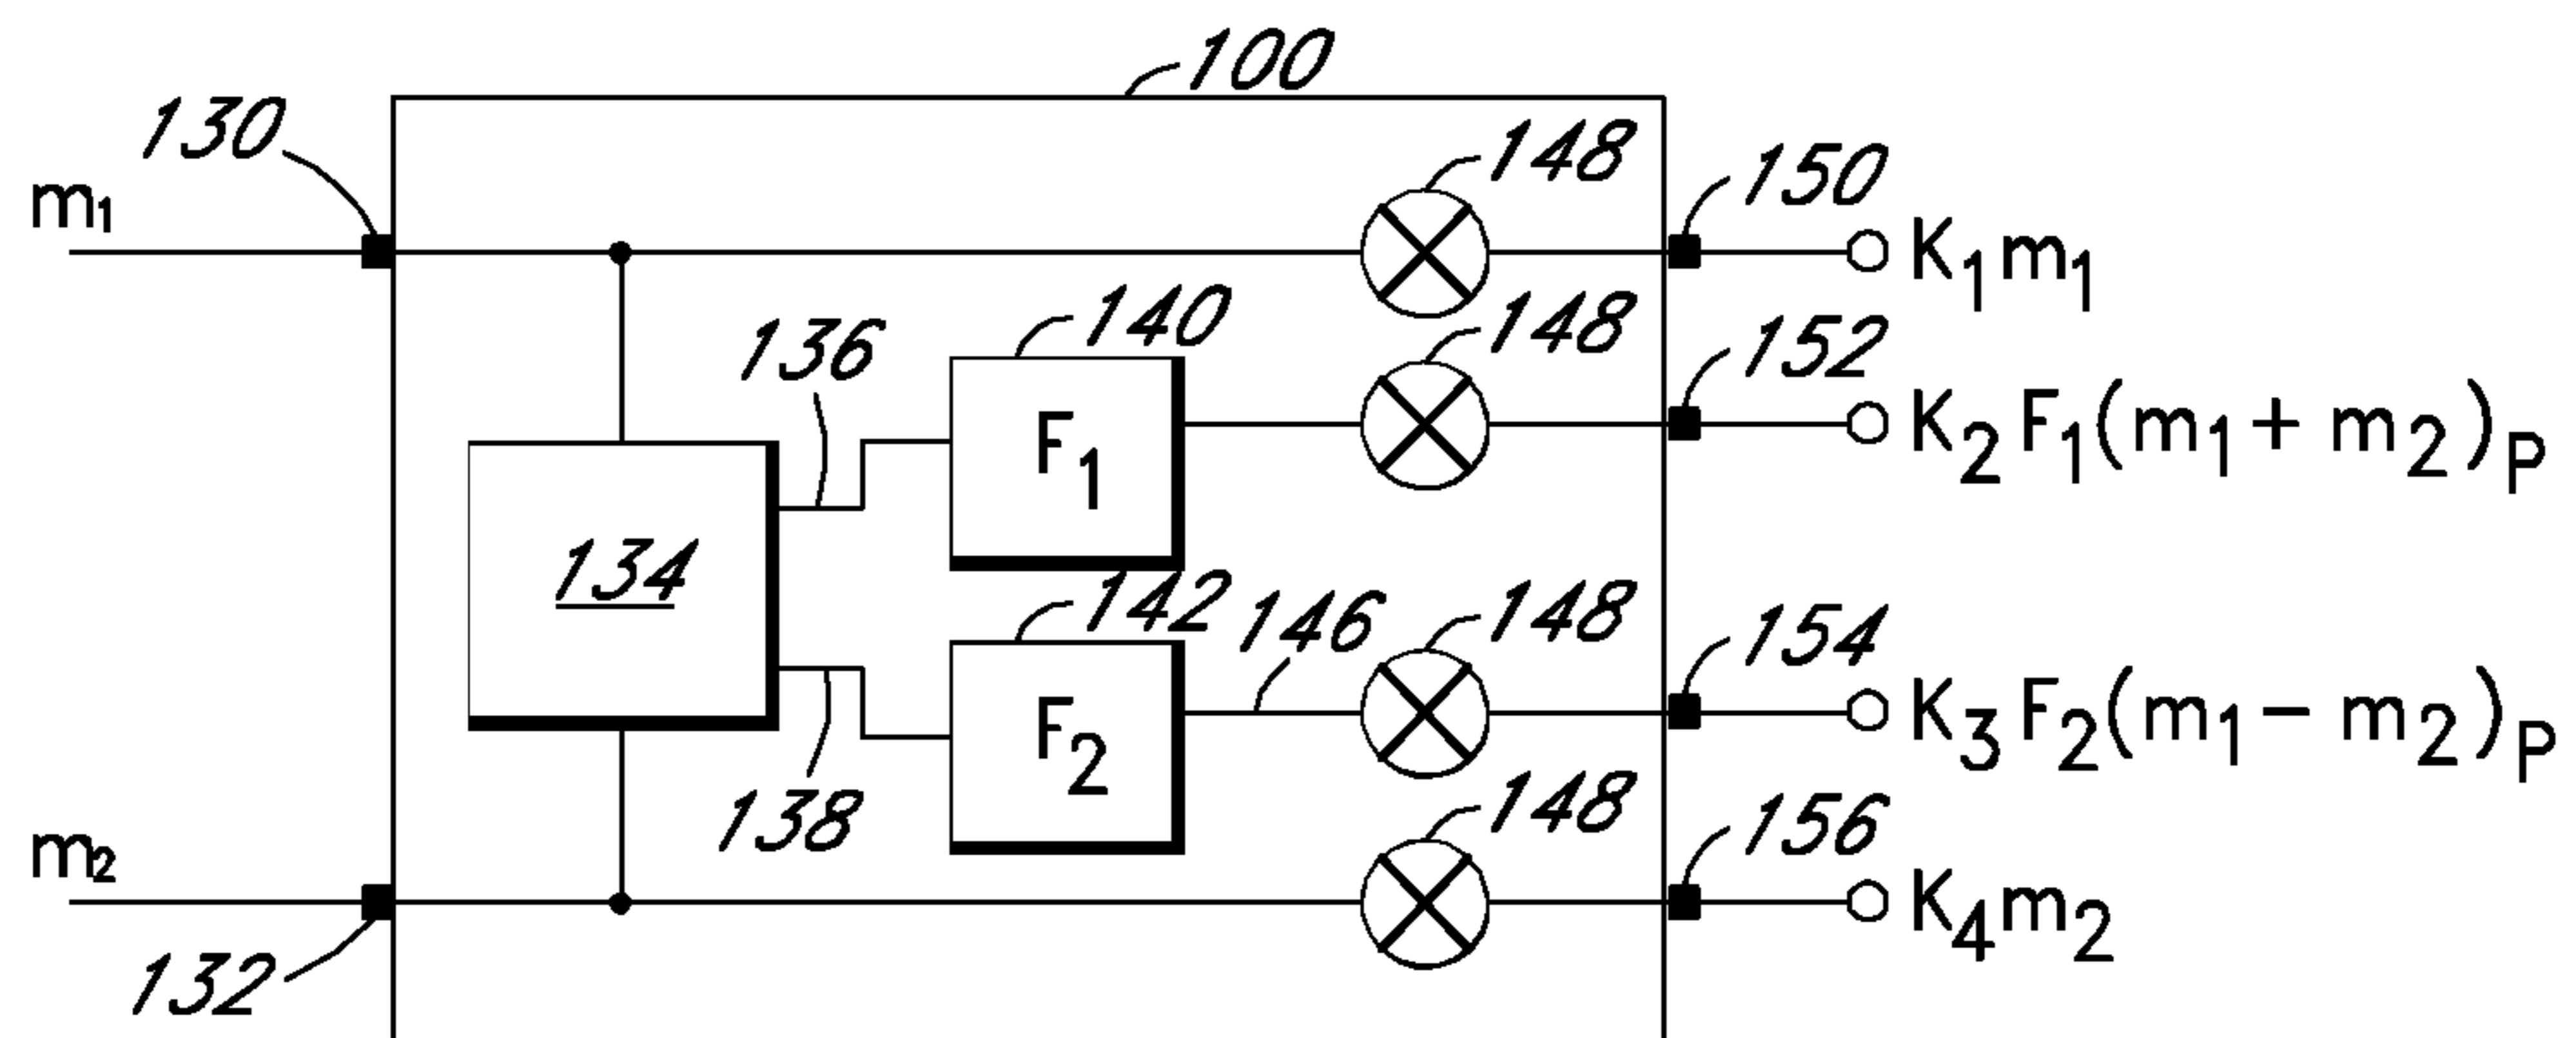 100
130
148
150
m₁
K₁m₁
140
148
152
136
F₁
K₂F₁(m₁+m₂)ₚ
134
142
146
148
154
F₂
K₃F₂(m₁−m₂)ₚ
138
148
156
m₂
K₄m₂
132